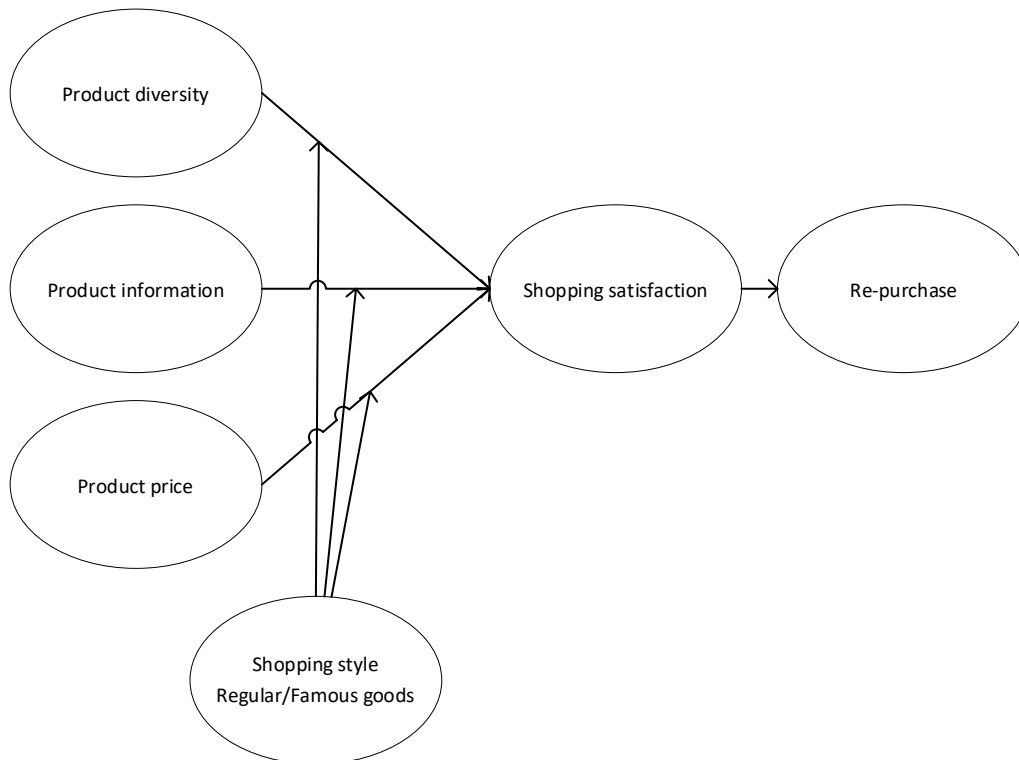 Product diversity
Product information
Shopping satisfaction
Re-purchase
Product price
Shopping style
Regular/Famous goods